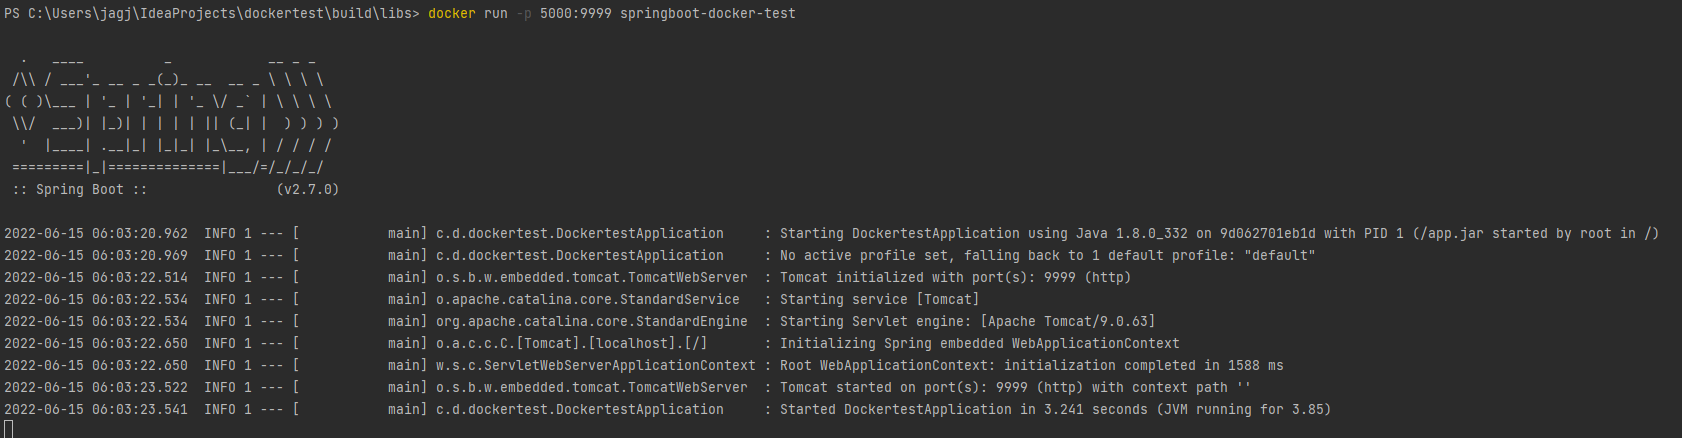 PS C:\Users\jagj\IdeaProjects\dockertest\build\libs> docker run -p 5000:9999 springboot-docker-test
  .   ____          _            __ _ _
 /\\ / ___'_ __ _ _(_)_ __  __ _ \ \ \ \
( ( )\___ | '_ | '_| | '_ \/ _` | \ \ \ \
 \\/  ___)| |_)| | | | | || (_| |  ) ) ) )
  '  |____| .__|_| |_|_| |_\__, | / / / /
 =========|_|==============|___/=/_/_/_/
 :: Spring Boot ::                (v2.7.0)
2022-06-15 06:03:20.962  INFO 1 --- [           main] c.d.dockertest.DockertestApplication     : Starting DockertestApplication using Java 1.8.0_332 on 9d062701eb1d with PID 1 (/app.jar started by root in /)
2022-06-15 06:03:20.969  INFO 1 --- [           main] c.d.dockertest.DockertestApplication     : No active profile set, falling back to 1 default profile: "default"
2022-06-15 06:03:22.514  INFO 1 --- [           main] o.s.b.w.embedded.tomcat.TomcatWebServer  : Tomcat initialized with port(s): 9999 (http)
2022-06-15 06:03:22.534  INFO 1 --- [           main] o.apache.catalina.core.StandardService   : Starting service [Tomcat]
2022-06-15 06:03:22.534  INFO 1 --- [           main] org.apache.catalina.core.StandardEngine  : Starting Servlet engine: [Apache Tomcat/9.0.63]
2022-06-15 06:03:22.650  INFO 1 --- [           main] o.a.c.c.C.[Tomcat].[localhost].[/]       : Initializing Spring embedded WebApplicationContext
2022-06-15 06:03:22.650  INFO 1 --- [           main] w.s.c.ServletWebServerApplicationContext : Root WebApplicationContext: initialization completed in 1588 ms
2022-06-15 06:03:23.522  INFO 1 --- [           main] o.s.b.w.embedded.tomcat.TomcatWebServer  : Tomcat started on port(s): 9999 (http) with context path ''
2022-06-15 06:03:23.541  INFO 1 --- [           main] c.d.dockertest.DockertestApplication     : Started DockertestApplication in 3.241 seconds (JVM running for 3.85)